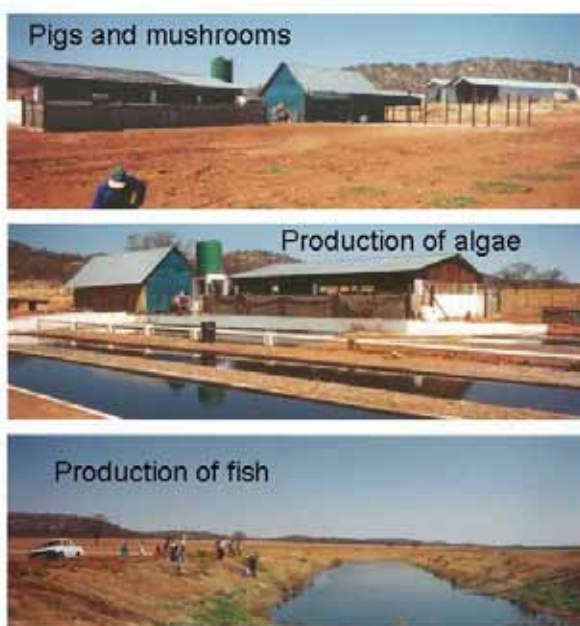 Pigs and mushrooms
Production of algae
Production of fish